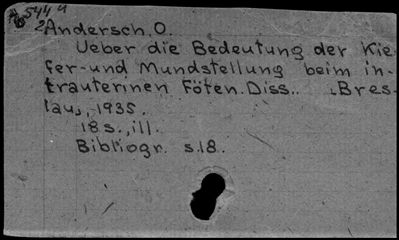 544
Andersch, O.
Ueber die Bedeutung der Kie-
fer- und Mundstellung beim in-
trauterinen Föten. Diss.. Bres-
lau, 1935.
18 s., ill.
Bibliogr. s.18.